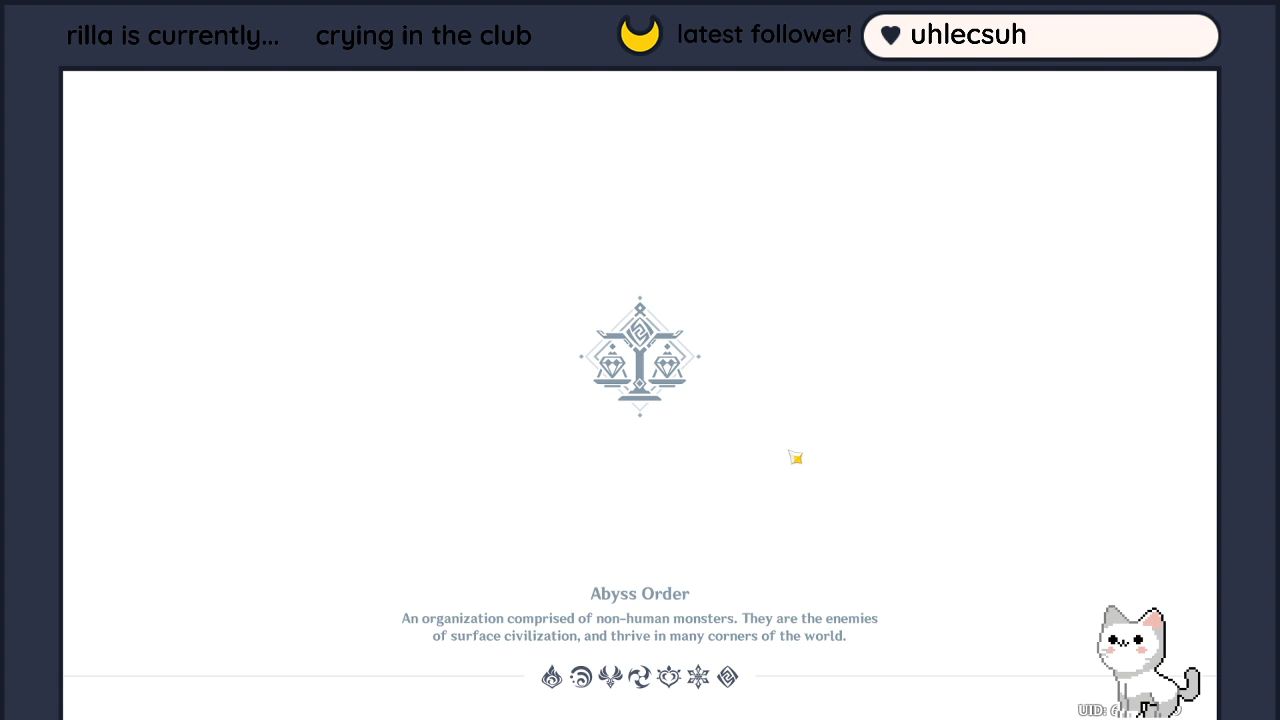 rilla is currently... crying in the club latest follower! uhlecsuh
Abyss Order
An organization comprised of non-human monsters. They are the enemies
of surface civilization, and thrive in many corners of the world.
UID: